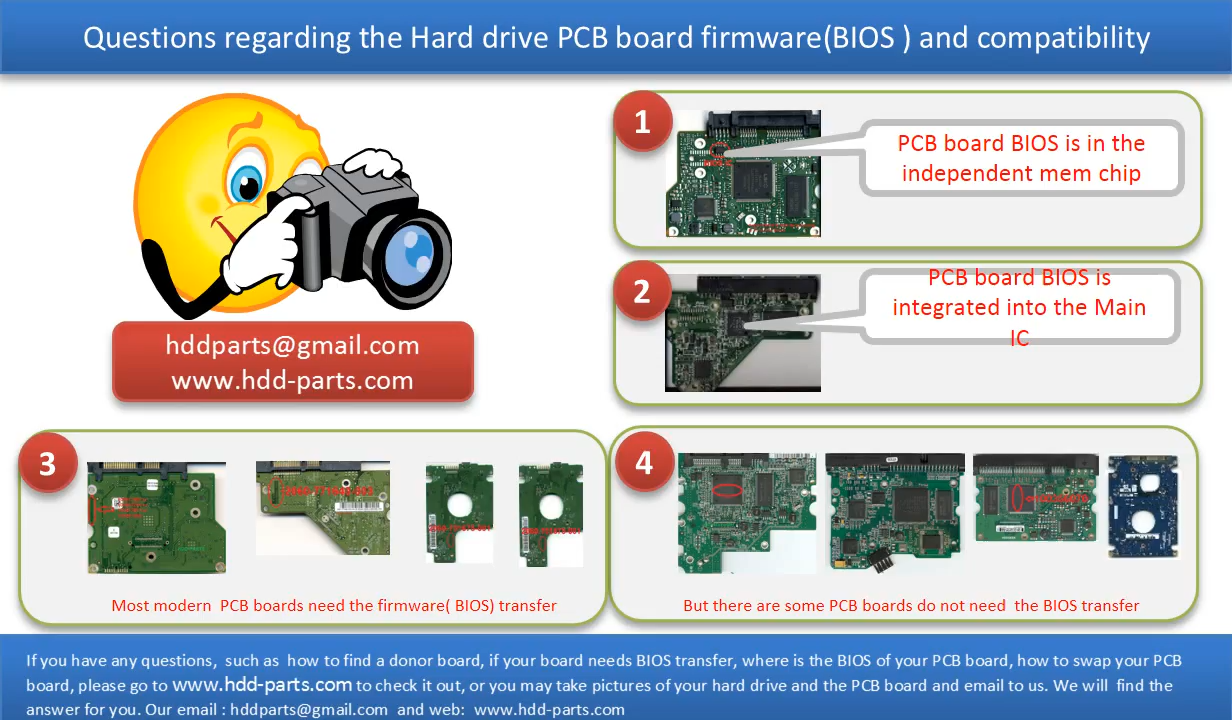 Questions regarding the Hard drive PCB board firmware(BIOS ) and compatibility
hddparts@gmail.com
www.hdd-parts.com
1
PCB board BIOS is in the
independent mem chip
2
PCB board BIOS is
integrated into the Main
IC
3
Most modern PCB boards need the firmware( BIOS) transfer
4
But there are some PCB boards do not need the BIOS transfer
If you have any questions, such as how to find a donor board, if your board needs BIOS transfer, where is the BIOS of your PCB board, how to swap your PCB
board, please go to www.hdd-parts.com to check it out, or you may take pictures of your hard drive and the PCB board and email to us. We will find the
answer for you. Our email : hddparts@gmail.com and web: www.hdd-parts.com